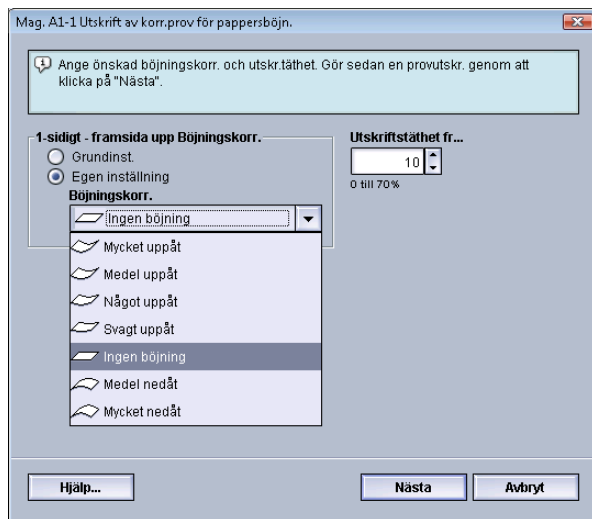 Mag. A1-1 Utskrift av korr.prov för pappersböjn.
Ange önskad böjningskorr. och utskr.täthet. Gör sedan en provutskr. genom att
klicka på "Nästa".
1-sidigt - framsida upp Böjningskorr.
Grundinst.
Egen inställning
Böjningskorr.
Ingen böjning
Mycket uppåt
Medel uppåt
Något uppåt
Svagt uppåt
Ingen böjning
Medel nedåt
Mycket nedåt
Utskriftstäthet fr...
10
0 till 70%
Hjälp...
Nästa
Avbryt